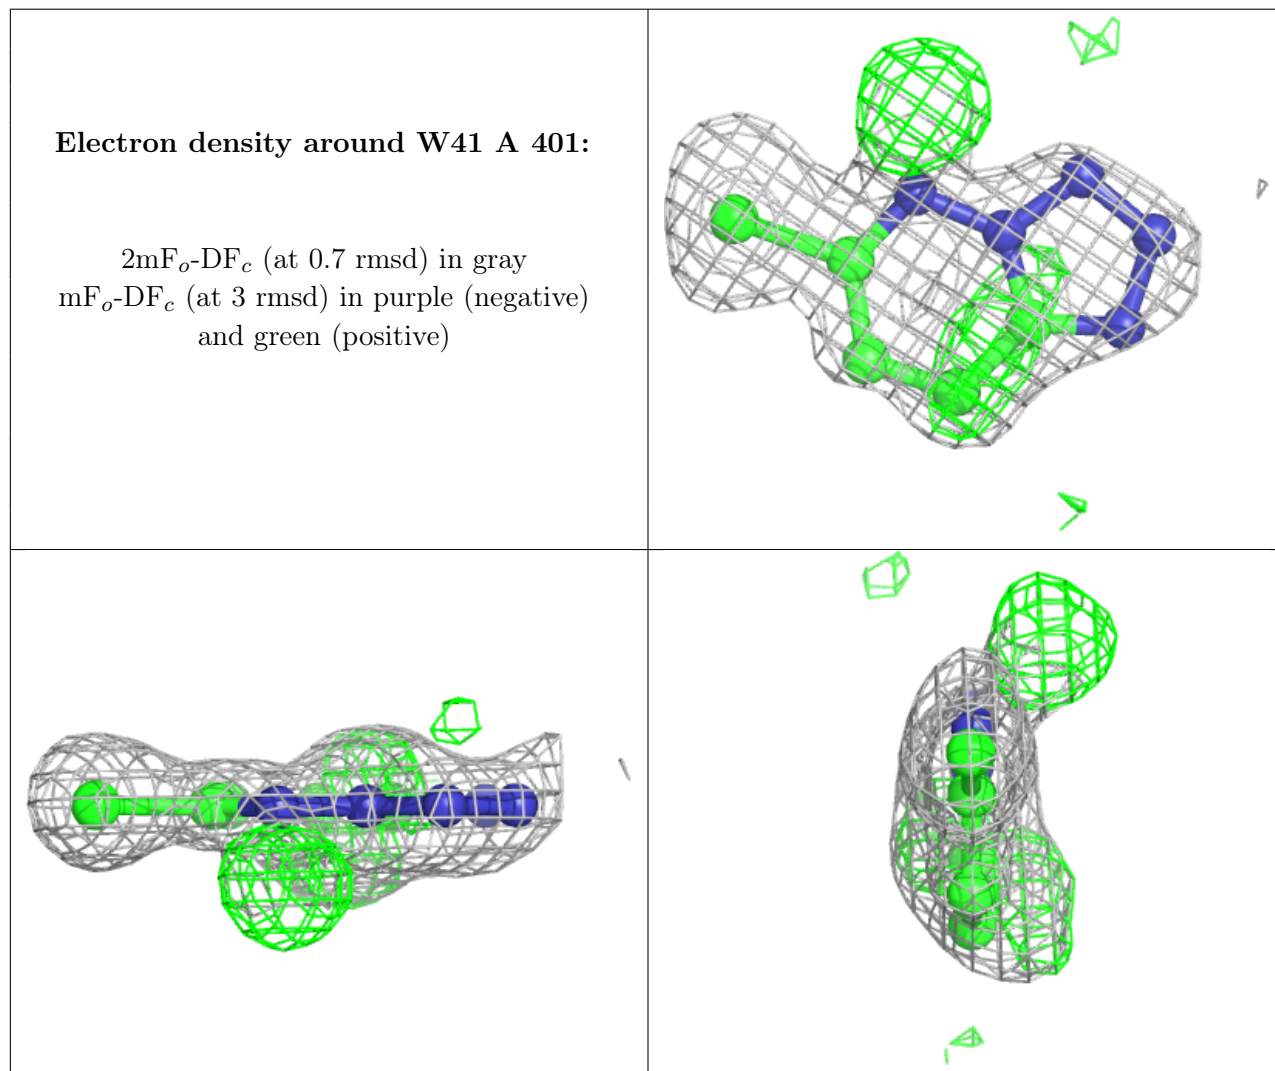 Electron density around W41 A 401:
2mFo-DFc (at 0.7 rmsd) in gray
mFo-DFc (at 3 rmsd) in purple (negative)
and green (positive)